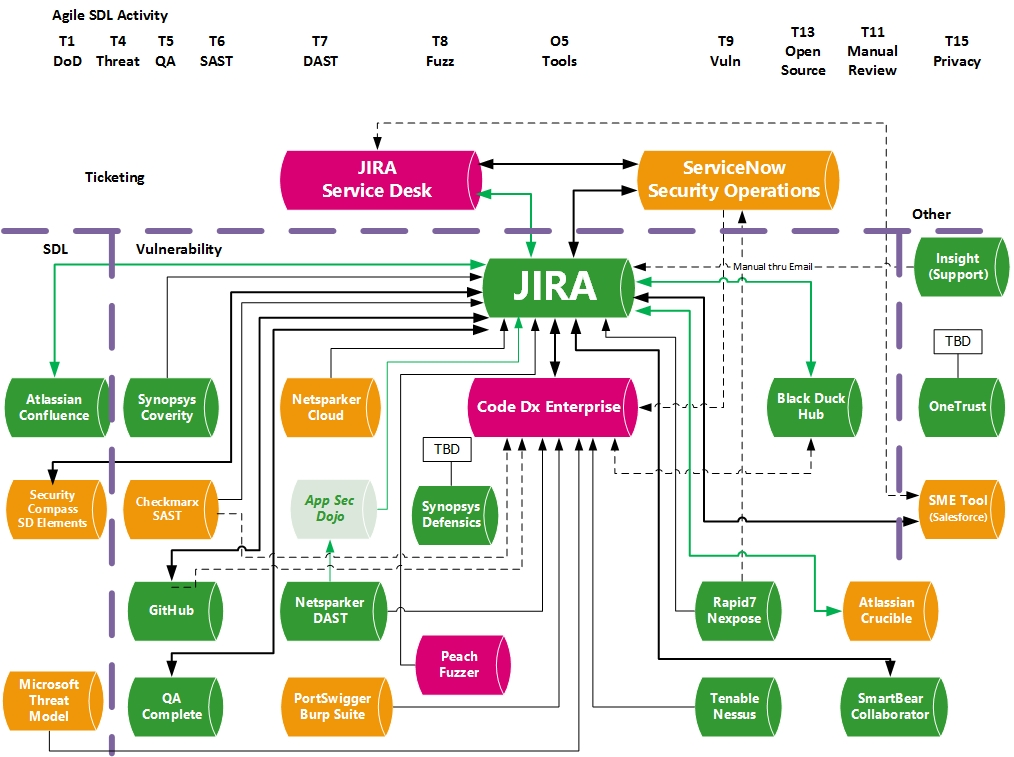 Agile SDL Activity
T1
DoD
T4
Threat
T5
QA
T6
SAST
T7
DAST
T8
Fuzz
O5
Tools
T9
Vuln
T13
Open
Source
T11
Manual
Review
T15
Privacy
Ticketing
JIRA
Service Desk
ServiceNow
Security Operations
Other
SDL
Vulnerability
JIRA
Manual thru Email
Insight
(Support)
TBD
Atlassian
Confluence
Synopsys
Coverity
Netsparker
Cloud
Code Dx Enterprise
Black Duck
Hub
OneTrust
TBD
Security
Compass
SD Elements
Checkmarx
SAST
App Sec
Dojo
Synopsys
Defensics
SME Tool
(Salesforce)
GitHub
Netsparker
DAST
Rapid7
Nexpose
Atlassian
Crucible
Peach
Fuzzer
Microsoft
Threat
Model
QA
Complete
PortSwigger
Burp Suite
Tenable
Nessus
SmartBear
Collaborator